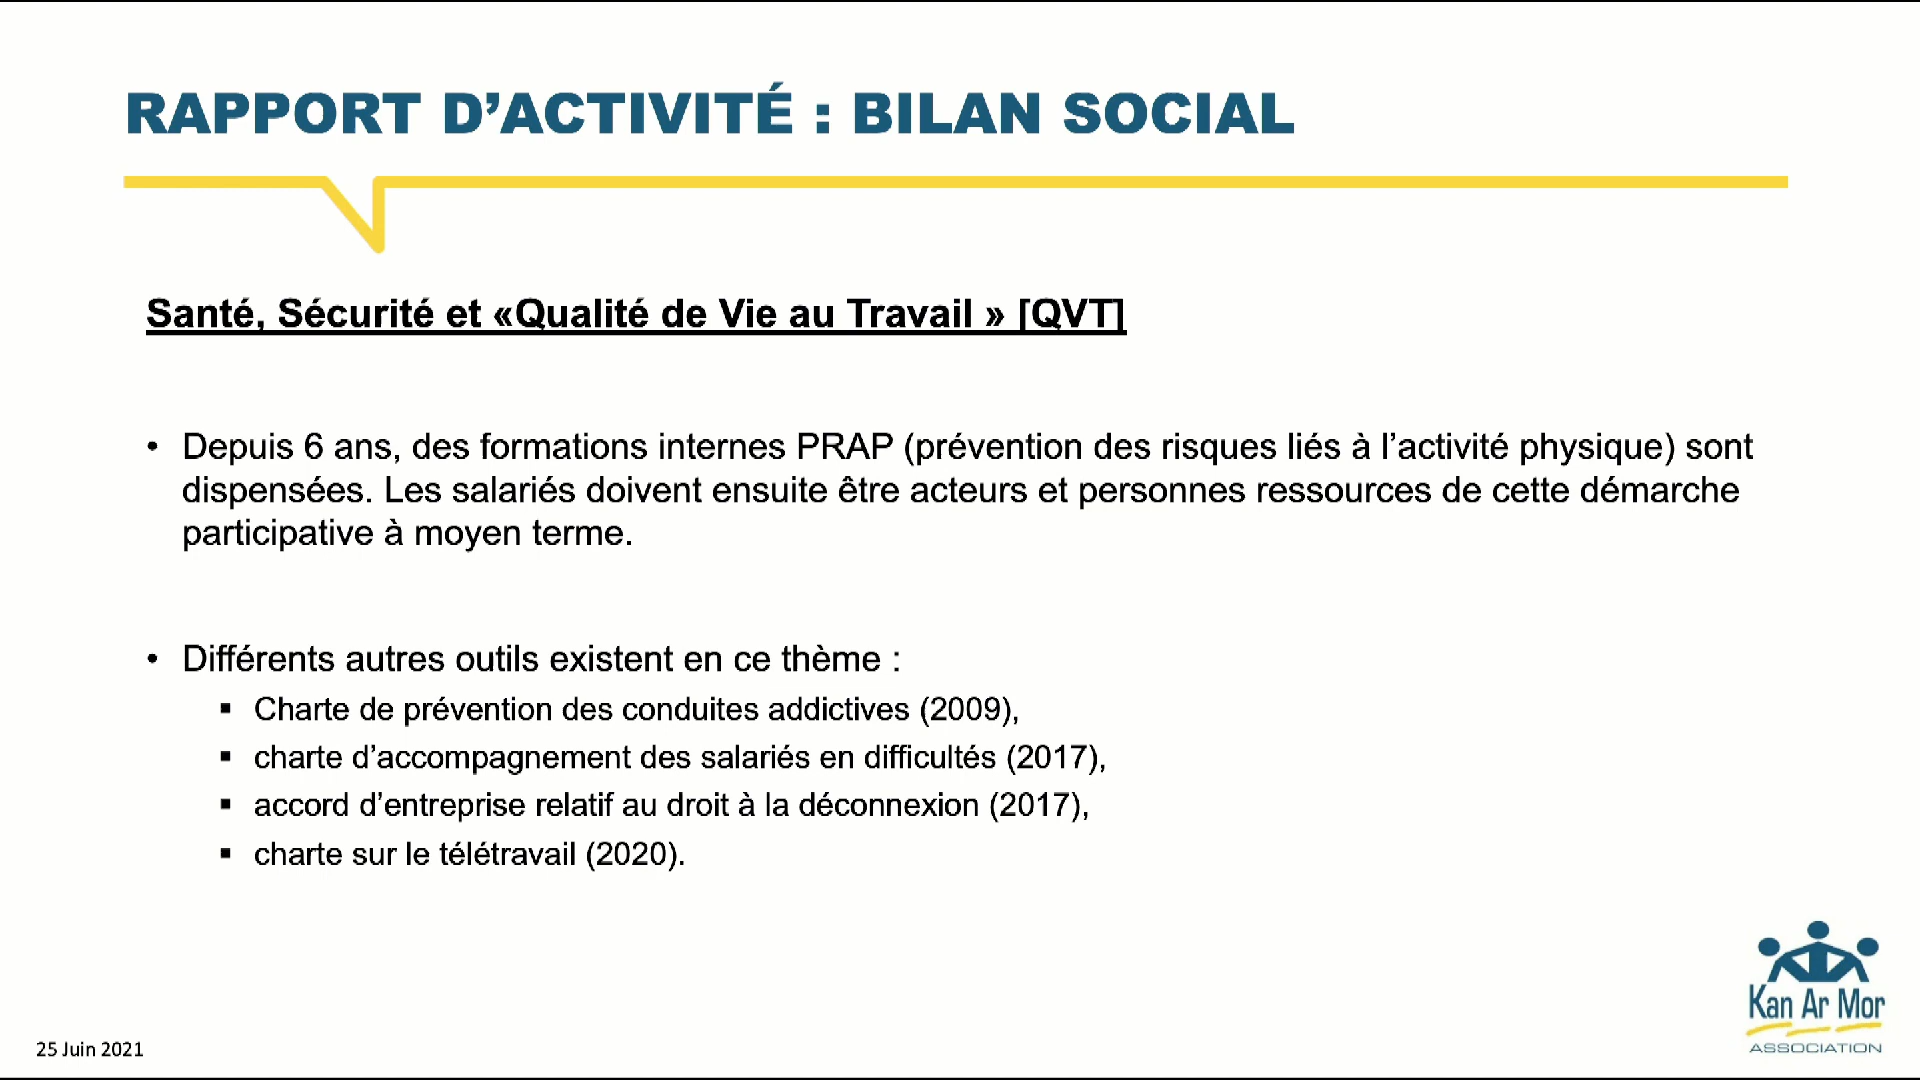 RAPPORT D’ACTIVITÉ : BILAN SOCIAL
Santé, Sécurité et «Qualité de Vie au Travail » [QVT]
• Depuis 6 ans, des formations internes PRAP (prévention des risques liés à l’activité physique) sont
dispensées. Les salariés doivent ensuite être acteurs et personnes ressources de cette démarche
participative à moyen terme.
• Différents autres outils existent en ce thème :
▪ Charte de prévention des conduites addictives (2009),
▪ charte d’accompagnement des salariés en difficultés (2017),
▪ accord d’entreprise relatif au droit à la déconnexion (2017),
▪ charte sur le télétravail (2020).
Kan Ar Mor
ASSOCIATION
25 Juin 2021